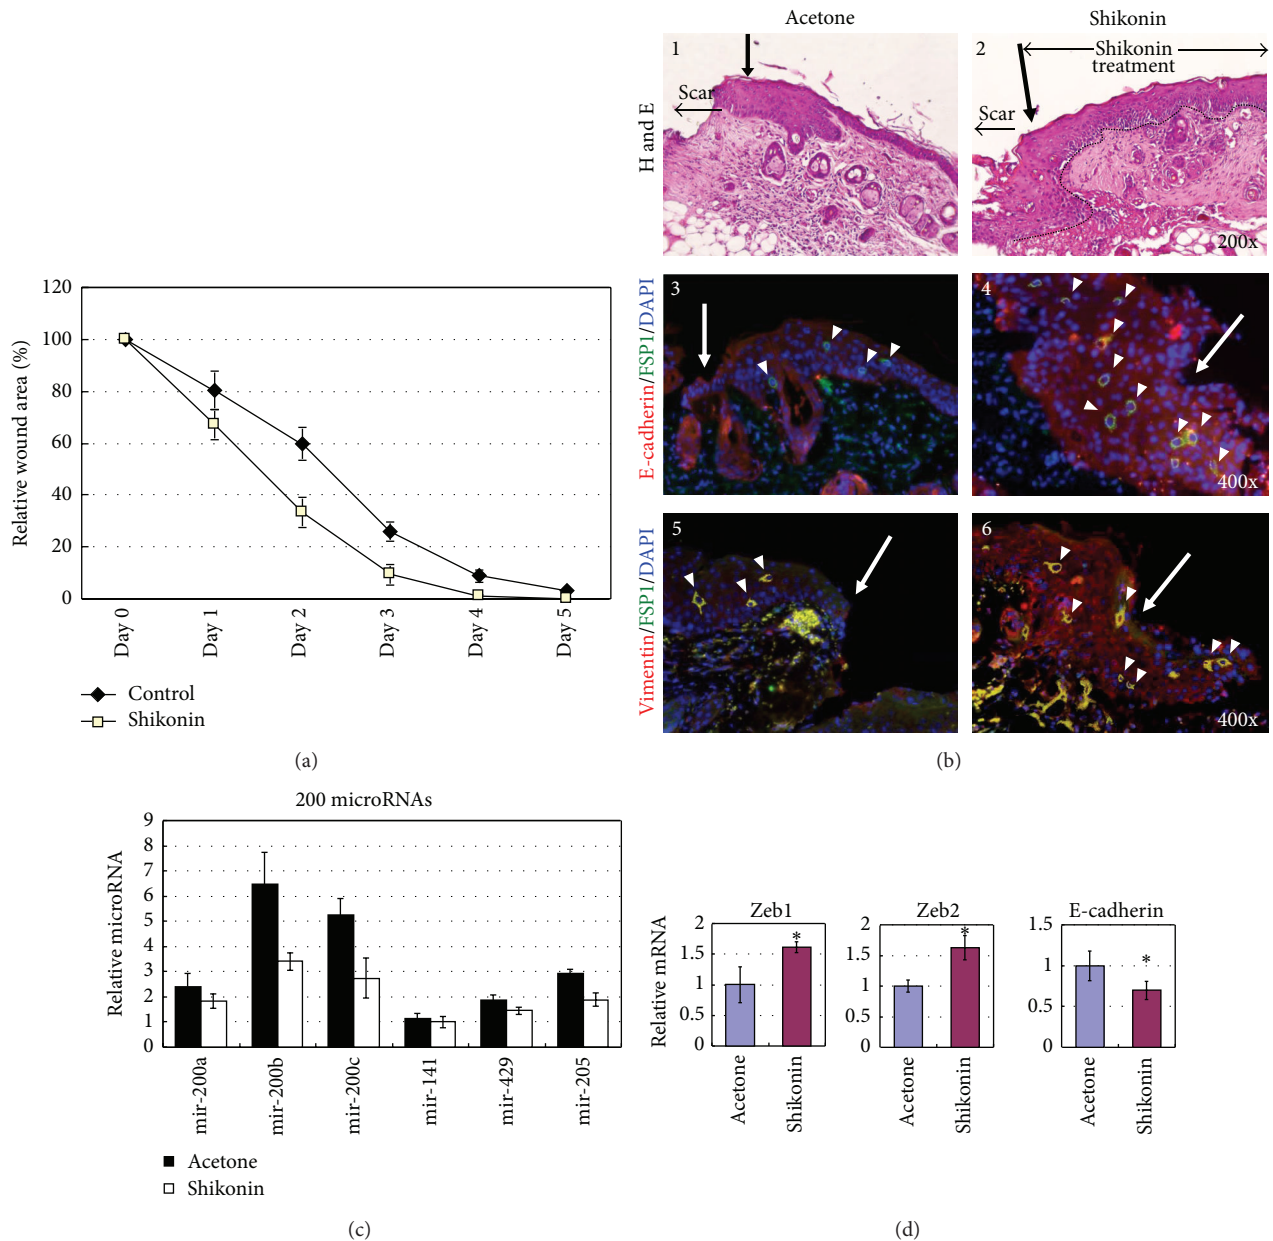 120
100
80
60
40
20
0
Relative wound area (%)
Day 0
Day 1
Day 2
Day 3
Day 4
Day 5
Control
Shikonin
(a)
Acetone
Shikonin
H and E
1
Scar
2
Shikonin
treatment
Scar
200x
E-cadherin/FSP1/DAPI
3
4
400x
Vimentin/FSP1/DAPI
5
6
400x
(b)
200 microRNAs
9
8
7
6
5
4
3
2
1
0
Relative microRNA
mir-200a
mir-200b
mir-200c
mir-141
mir-429
mir-205
Acetone
Shikonin
(c)
Relative mRNA
Zeb1
2
1.5
1
0.5
0
*
Acetone
Shikonin
Zeb2
2
1.5
1
0.5
0
*
Acetone
Shikonin
E-cadherin
1.5
1
0.5
0
*
Acetone
Shikonin
(d)